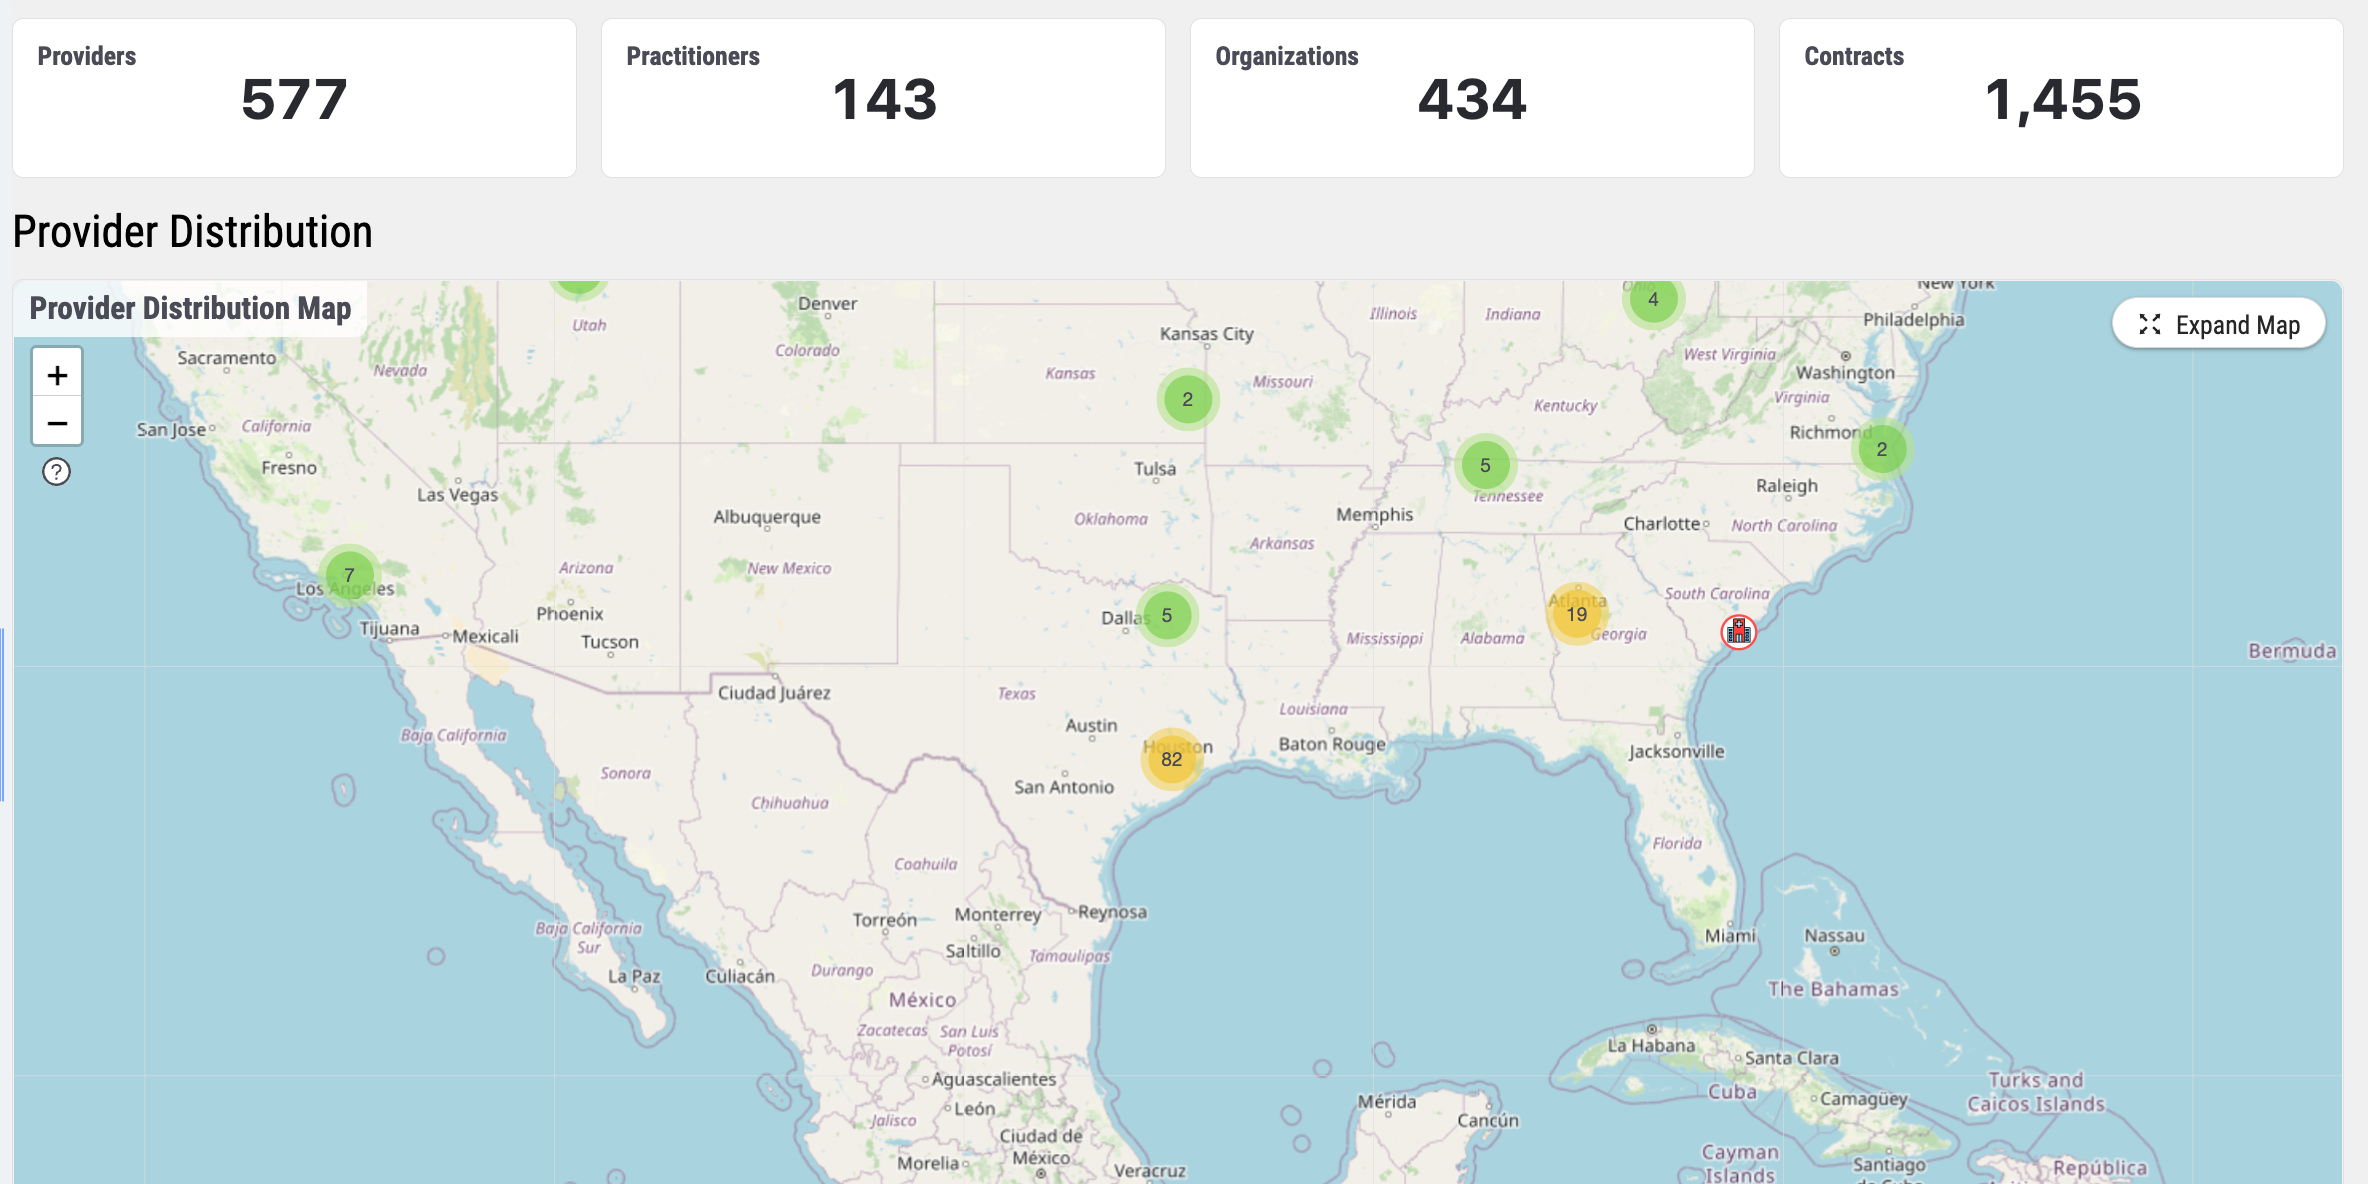 Providers
577
Practitioners
143
Organizations
434
Contracts
1,455
Provider Distribution
Provider Distribution Map
Expand Map
+
−
?
New York
Philadelphia
Denver
Utah
Colorado
Kansas City
Illinois
Indiana
Ohio
4
West Virginia
Washington
Sacramento
Nevada
Kansas
Missouri
Virginia
2
Kentucky
San Jose
California
Richmond
2
Fresno
Las Vegas
Tulsa
5
Tennessee
Raleigh
Albuquerque
Oklahoma
Memphis
Charlotte
North Carolina
Arkansas
7
Los Angeles
Arizona
New Mexico
South Carolina
Phoenix
Dallas
5
Atlanta
19
Georgia
Tijuana
Mexicali
Tucson
Mississippi
Alabama
Bermuda
Ciudad Juárez
Texas
Louisiana
Austin
Houston
82
Baton Rouge
Jacksonville
Baja California
Sonora
San Antonio
Chihuahua
Florida
Coahuila
Torreón
Monterrey
Reynosa
Baja California
Sur
Saltillo
Tamaulipas
Miami
Nassau
La Paz
Culiacán
Durango
The Bahamas
México
Zacatecas
San Luis
Potosí
La Habana
Santa Clara
Aguascalientes
Cuba
Turks and
Caicos Islands
León
Mérida
Camagüey
Jalisco
Cancún
Ciudad de
México
Morelia
Veracruz
Cayman
Islands
Santiago
de Cuba
República